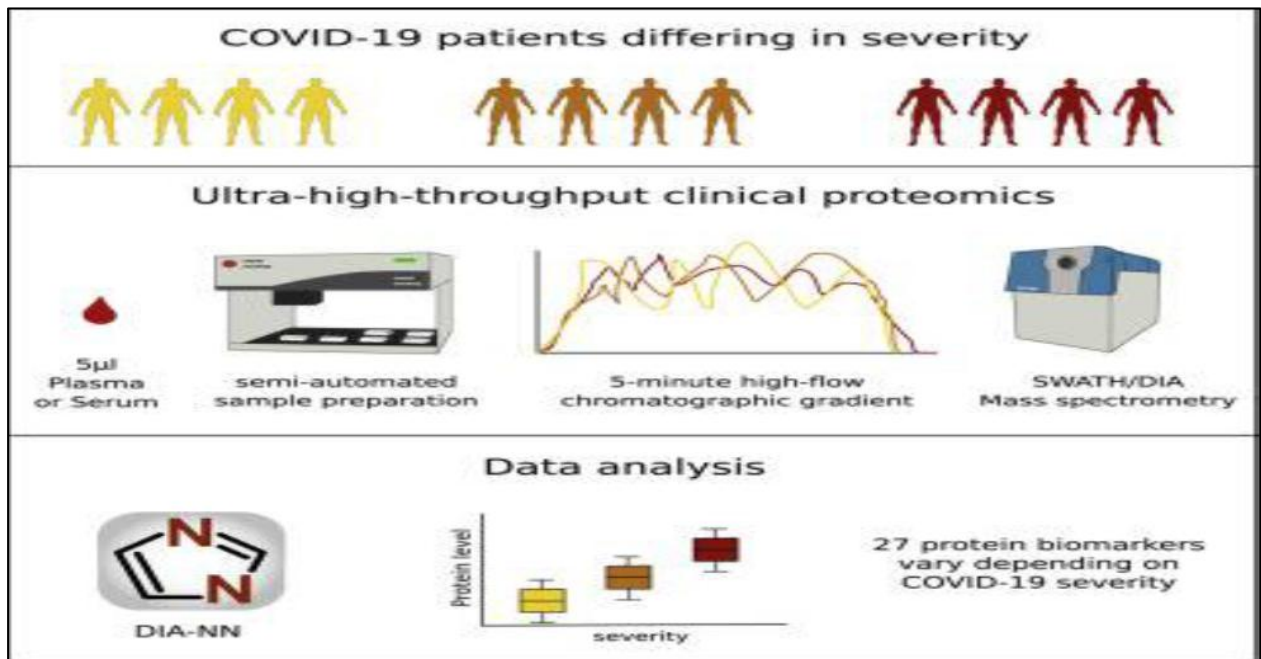 COVID-19 patients differing in severity
Ultra-high-throughput clinical proteomics
5µl
Plasma
or Serum
semi-automated
sample preparation
5-minute high-flow
chromatographic gradient
SWATH/DIA
Mass spectrometry
Data analysis
N
N
DIA-NN
Protein level
severity
27 protein biomarkers
vary depending on
COVID-19 severity